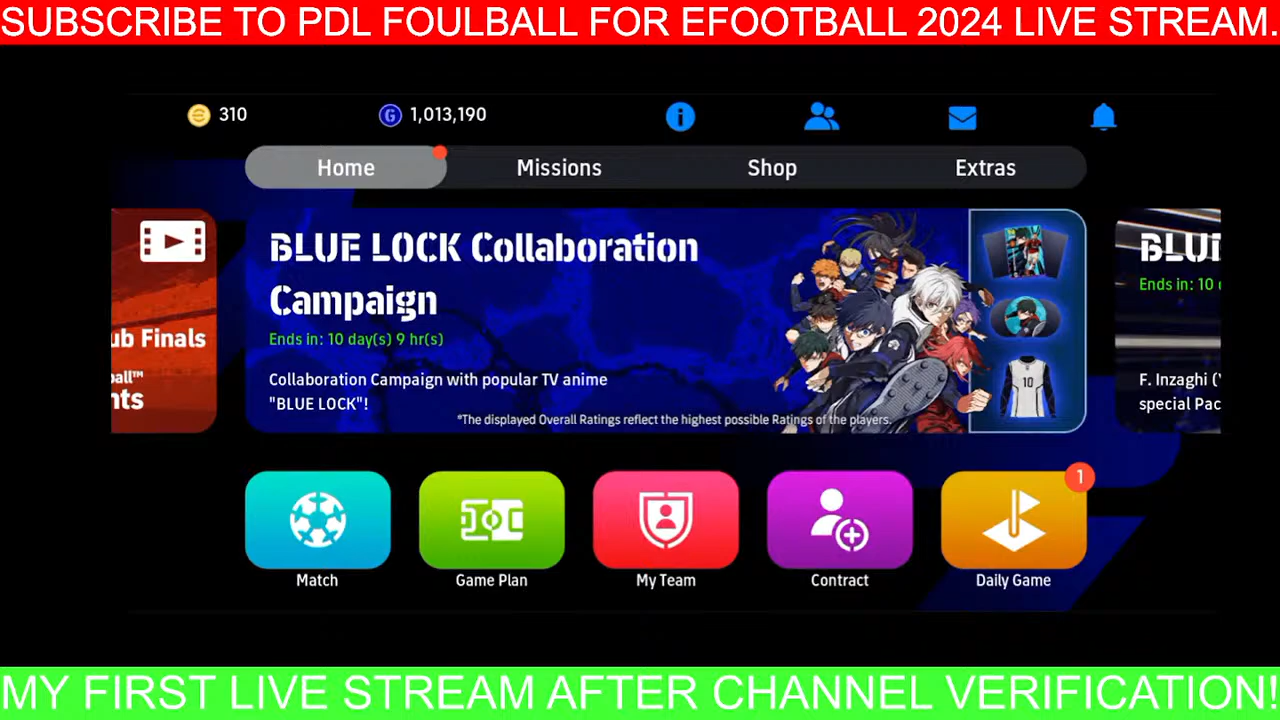 SUBSCRIBE TO PDL FOULBALL FOR EFOOTBALL 2024 LIVE STREAM.
310
1,013,190
Home
Missions
Shop
Extras
ub Finals
ball™
nts
BLUE LOCK Collaboration
Campaign
Ends in: 10 day(s) 9 hr(s)
Collaboration Campaign with popular TV anime
"BLUE LOCK"!
*The displayed Overall Ratings reflect the highest possible Ratings of the players.
10
Ends in: 10
F. Inzaghi (
special Pac
1
Match
Game Plan
My Team
Contract
Daily Game
MY FIRST LIVE STREAM AFTER CHANNEL VERIFICATION!